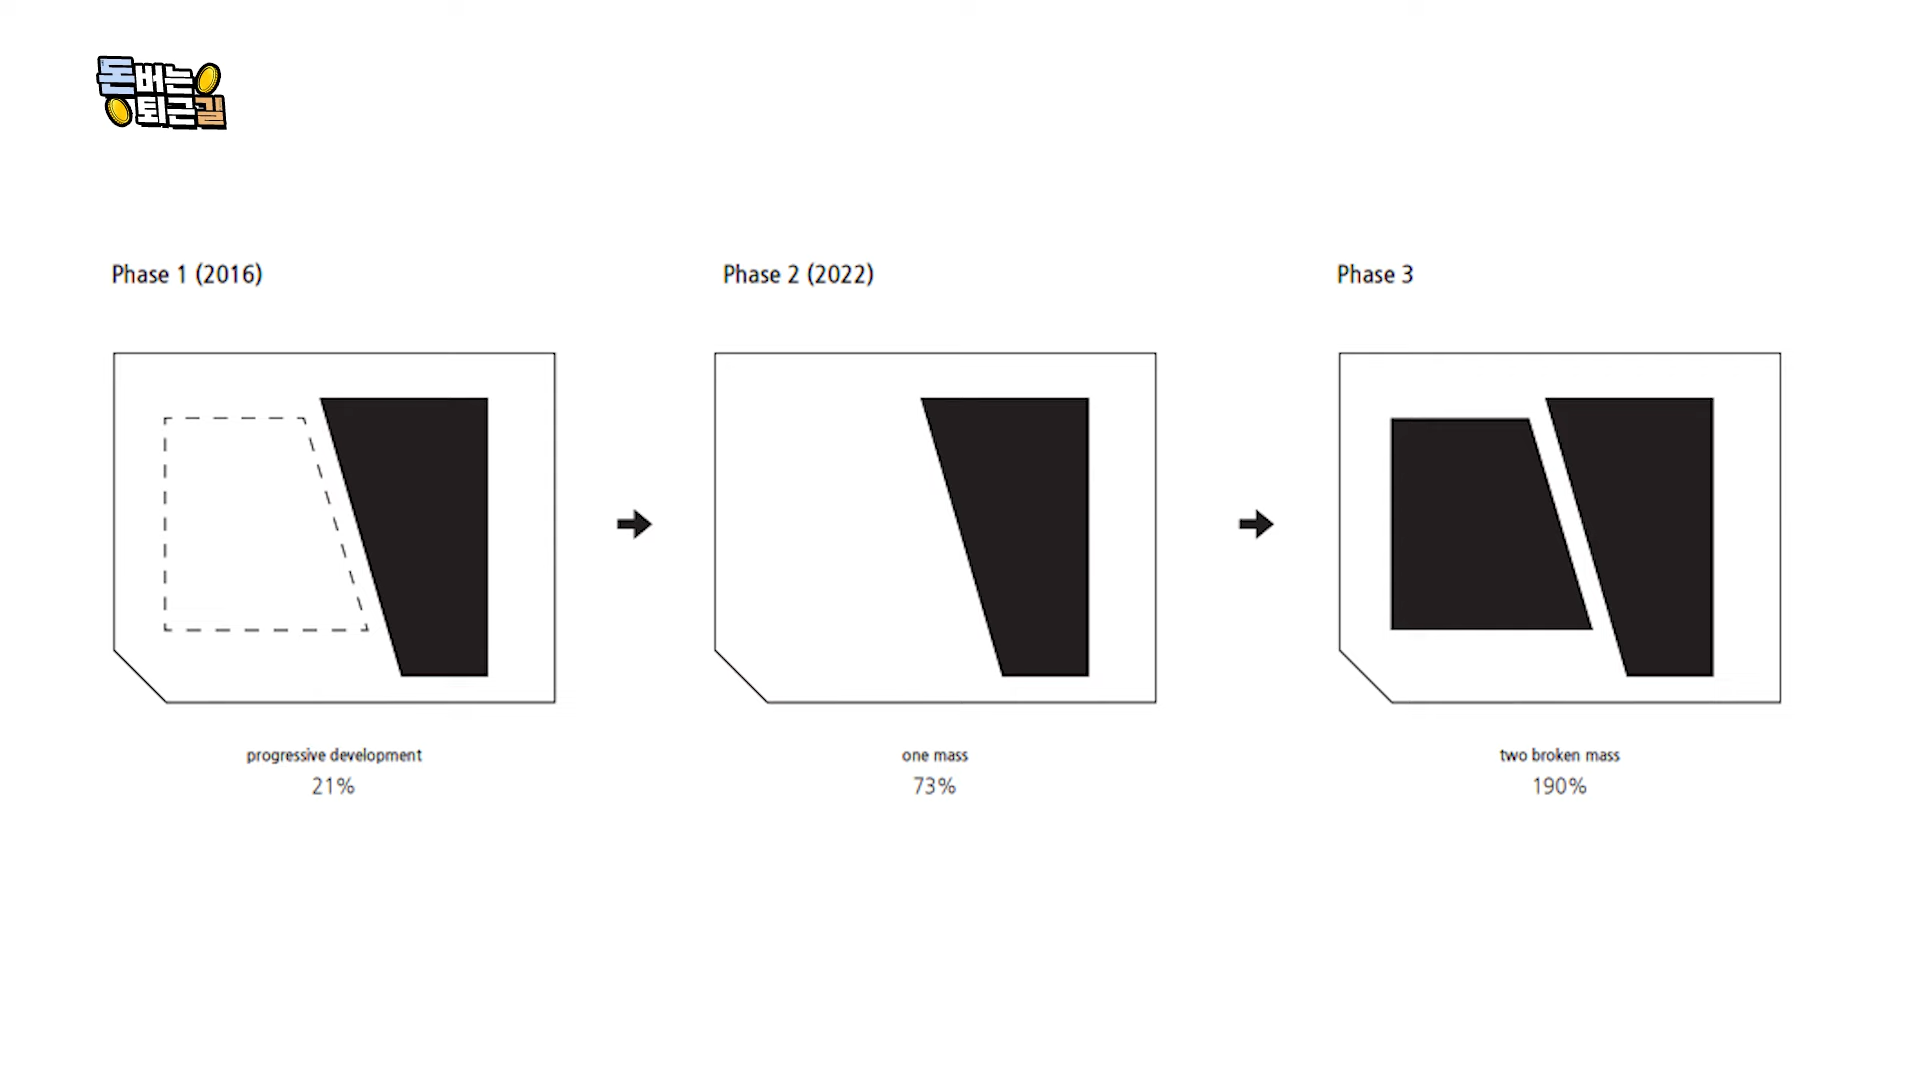 돈버는
퇴근길
Phase 1 (2016)
Phase 2 (2022)
Phase 3
progressive development
21%
one mass
73%
two broken mass
190%